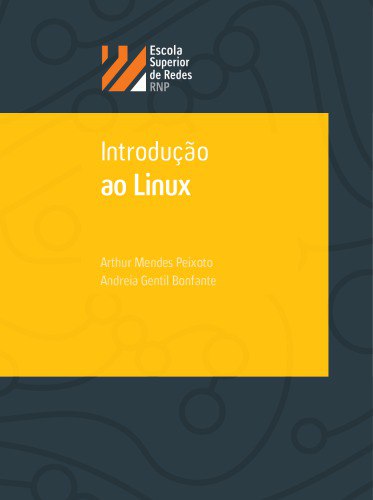 Escola
Superior
de Redes
RNP
Introdução
ao Linux
Arthur Mendes Peixoto
Andreia Gentil Bonfante